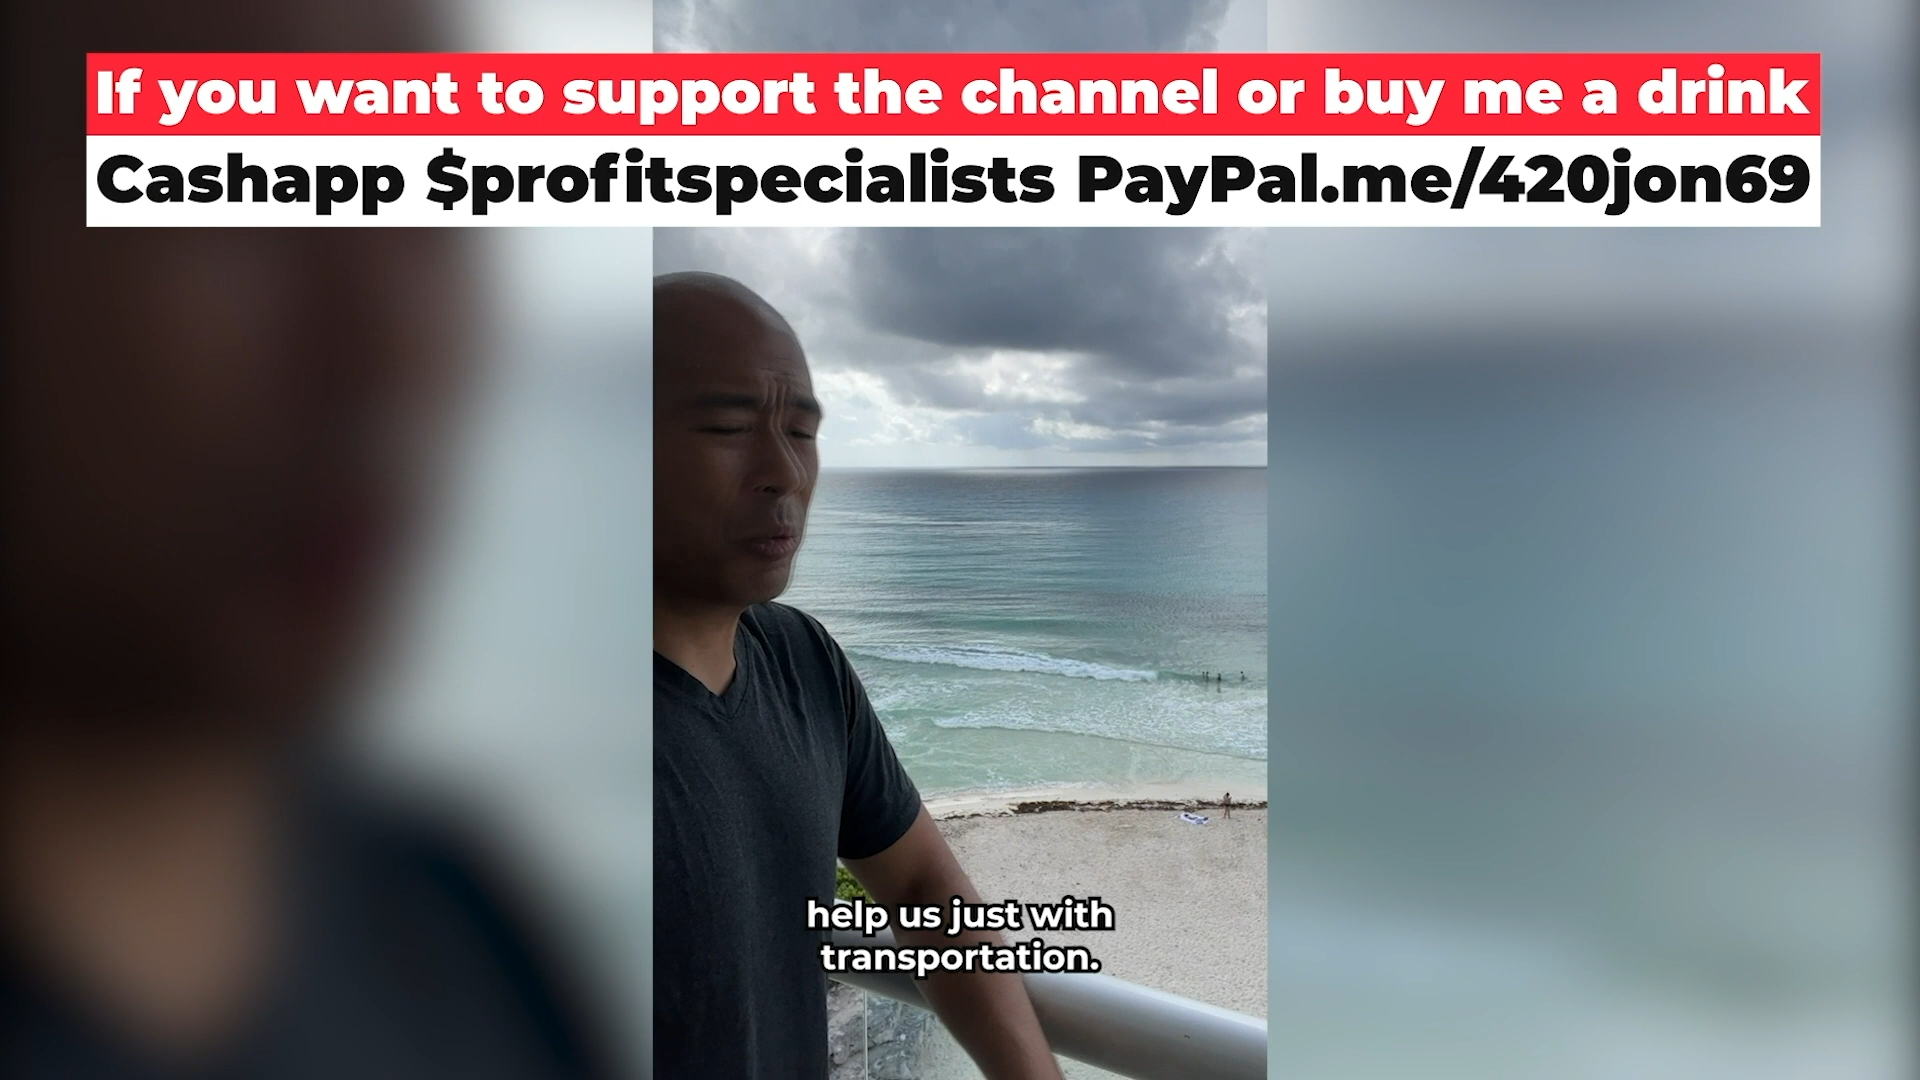 If you want to support the channel or buy me a drink
Cashapp $profitspecialists PayPal.me/420jon69
help us just with
transportation.